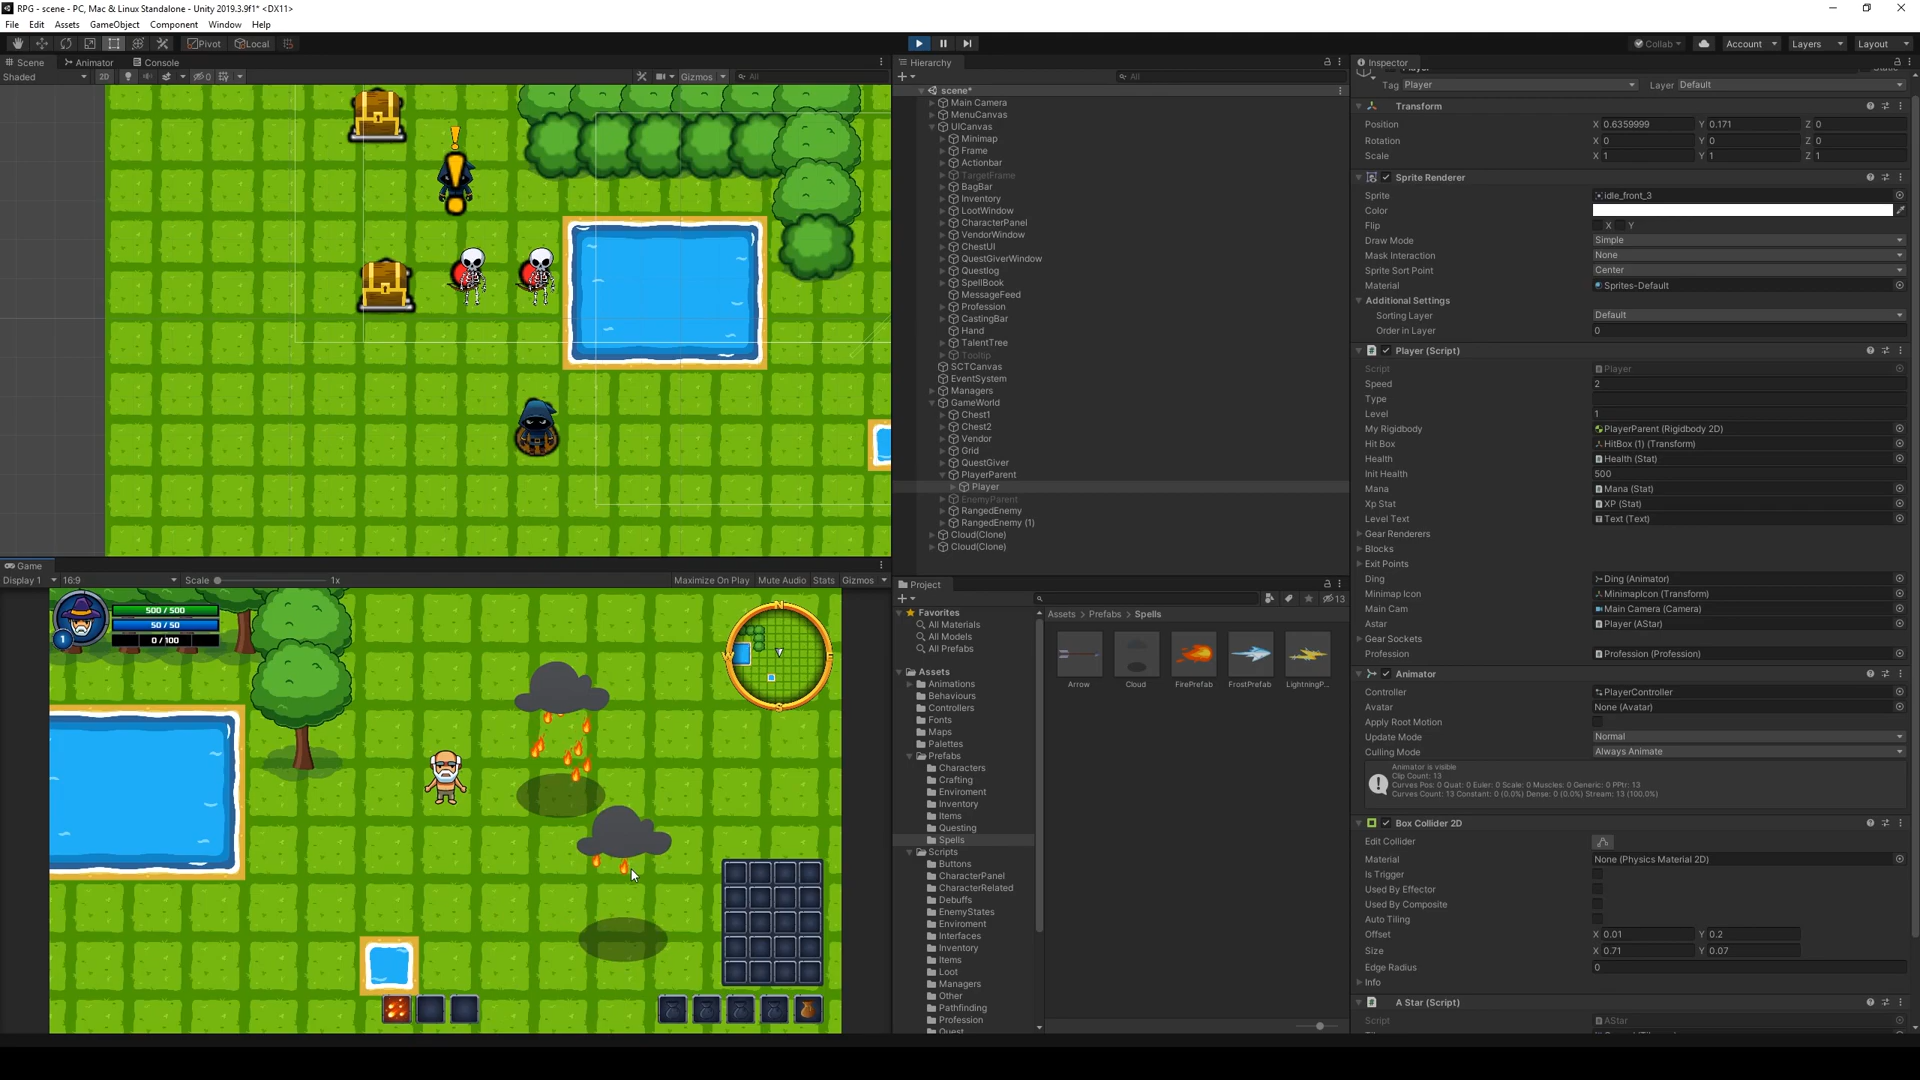 RPG - scene - PC, Mac & Linux Standalone - Unity 2019.3.9f1* <DX11>
File Edit Assets GameObject Component Window Help
Pivot Local Collab Account Layers Layout
Scene Animator Console
Shaded 2D 0 Gizmos All
Game
Display 1 16:9 Scale 1x Maximize On Play Mute Audio Stats Gizmos
500 / 500
50 / 50
0 / 100
1
N
S
Hierarchy
All
scene*
Main Camera
MenuCanvas
UICanvas
Minimap
Frame
Actionbar
TargetFrame
BagBar
Inventory
LootWindow
CharacterPanel
VendorWindow
ChestUI
QuestGiverWindow
Questlog
SpellBook
MessageFeed
Profession
CastingBar
Hand
TalentTree
Tooltip
SCTCanvas
EventSystem
Managers
GameWorld
Chest1
Chest2
Vendor
Grid
QuestGiver
PlayerParent
Player
EnemyParent
RangedEnemy
RangedEnemy (1)
Cloud(Clone)
Cloud(Clone)
Project
13
Favorites
All Materials
All Models
All Prefabs
Assets
Animations
Behaviours
Controllers
Fonts
Maps
Palettes
Prefabs
Characters
Crafting
Enviroment
Inventory
Items
Questing
Spells
Scripts
Buttons
CharacterPanel
CharacterRelated
Debuffs
EnemyStates
Enviroment
Interfaces
Inventory
Items
Loot
Managers
Other
Pathfinding
Profession
Quest
Assets > Prefabs > Spells
Arrow Cloud FirePrefab FrostPrefab LightningP...
Inspector
Tag Player Layer Default
Transform
Position X 0.6359999 Y 0.171 Z 0
Rotation X 0 Y 0 Z 0
Scale X 1 Y 1 Z 1
Sprite Renderer
Sprite idle_front_3
Color
Flip X Y
Draw Mode Simple
Mask Interaction None
Sprite Sort Point Center
Material Sprites-Default
Additional Settings
Sorting Layer Default
Order in Layer 0
Player (Script)
Script Player
Speed 2
Type
Level 1
My Rigidbody PlayerParent (Rigidbody 2D)
Hit Box HitBox (1) (Transform)
Health Health (Stat)
Init Health 500
Mana Mana (Stat)
Xp Stat XP (Stat)
Level Text Text (Text)
Gear Renderers
Blocks
Exit Points
Ding Ding (Animator)
Minimap Icon MinimapIcon (Transform)
Main Cam Main Camera (Camera)
Astar Player (AStar)
Gear Sockets
Profession Profession (Profession)
Animator
Controller PlayerController
Avatar None (Avatar)
Apply Root Motion
Update Mode Normal
Culling Mode Always Animate
Animator is visible
Clip Count: 13
Curves Pos: 0 Quat: 0 Euler: 0 Scale: 0 Muscles: 0 Generic: 0 PPtr: 13
Curves Count: 13 Constant: 0 (0.0%) Dense: 0 (0.0%) Stream: 13 (100.0%)
Box Collider 2D
Edit Collider
Material None (Physics Material 2D)
Is Trigger
Used By Effector
Used By Composite
Auto Tiling
Offset X 0.01 Y 0.2
Size X 0.71 Y 0.07
Edge Radius 0
Info
A Star (Script)
Script AStar